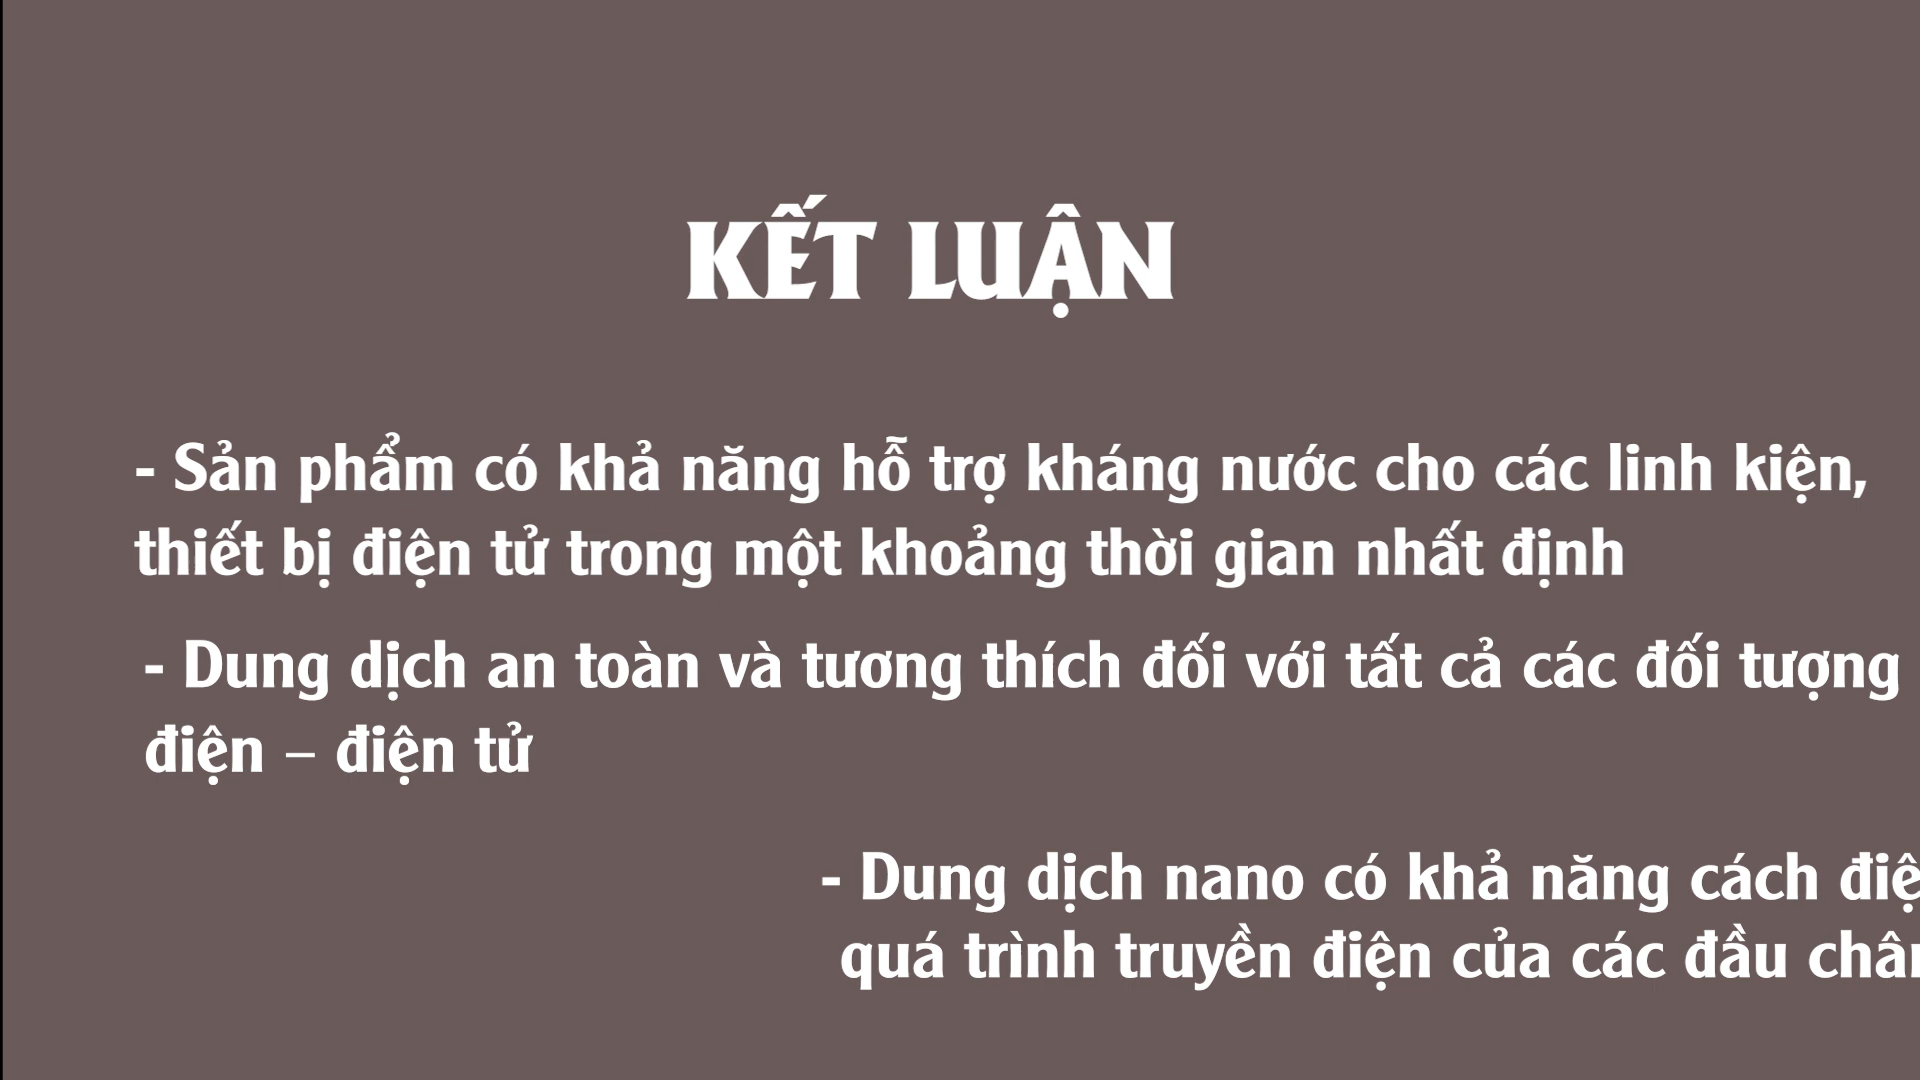 KẾT LUẬN
- Sản phẩm có khả năng hỗ trợ kháng nước cho các linh kiện,
thiết bị điện tử trong một khoảng thời gian nhất định
- Dung dịch an toàn và tương thích đối với tất cả các đối tượng
điện – điện tử
- Dung dịch nano có khả năng cách
quá trình truyền điện của các đầu